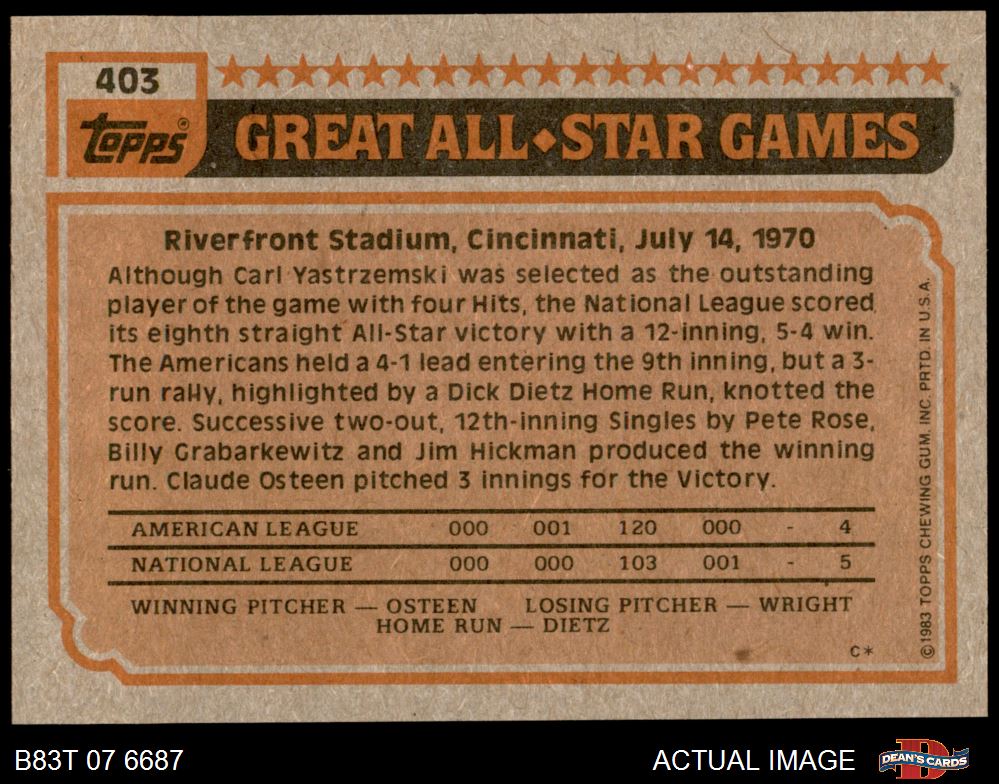 403
Topps®
GREAT ALL◆STAR GAMES
Riverfront Stadium, Cincinnati, July 14, 1970
Although Carl Yastrzemski was selected as the outstanding
player of the game with four Hits, the National League scored
its eighth straight All-Star victory with a 12-inning, 5-4 win.
The Americans held a 4-1 lead entering the 9th inning, but a 3-
run rally, highlighted by a Dick Dietz Home Run, knotted the
score. Successive two-out, 12th-inning Singles by Pete Rose,
Billy Grabarkewitz and Jim Hickman produced the winning
run. Claude Osteen pitched 3 innings for the Victory.
AMERICAN LEAGUE 000 001 120 000 - 4
NATIONAL LEAGUE 000 000 103 001 - 5
WINNING PITCHER — OSTEEN LOSING PITCHER — WRIGHT
HOME RUN — DIETZ
C*
©1983 TOPPS CHEWING GUM, INC. PRTD. IN U.S.A.
B83T 07 6687
ACTUAL IMAGE
D
DEAN'S CARDS